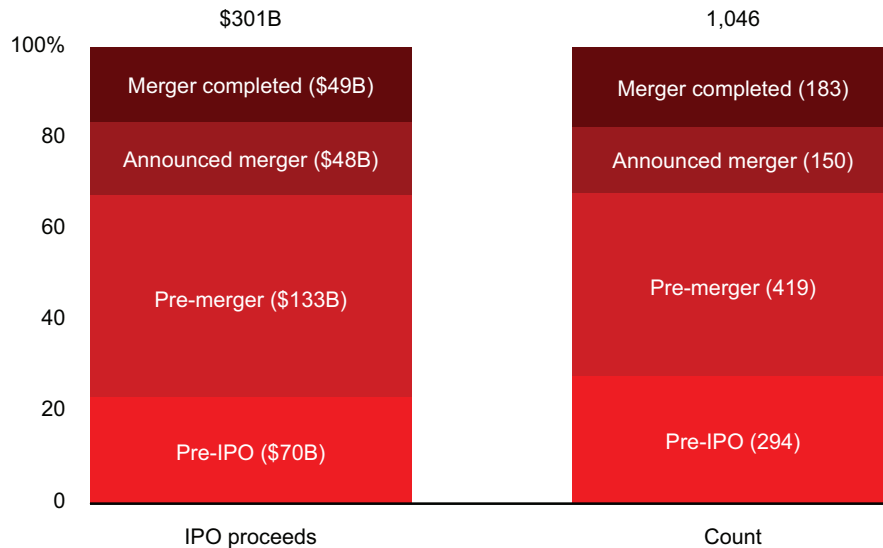 $301B
1,046
100%
80
60
40
20
0
Merger completed ($49B)
Announced merger ($48B)
Pre-merger ($133B)
Pre-IPO ($70B)
Merger completed (183)
Announced merger (150)
Pre-merger (419)
Pre-IPO (294)
IPO proceeds
Count